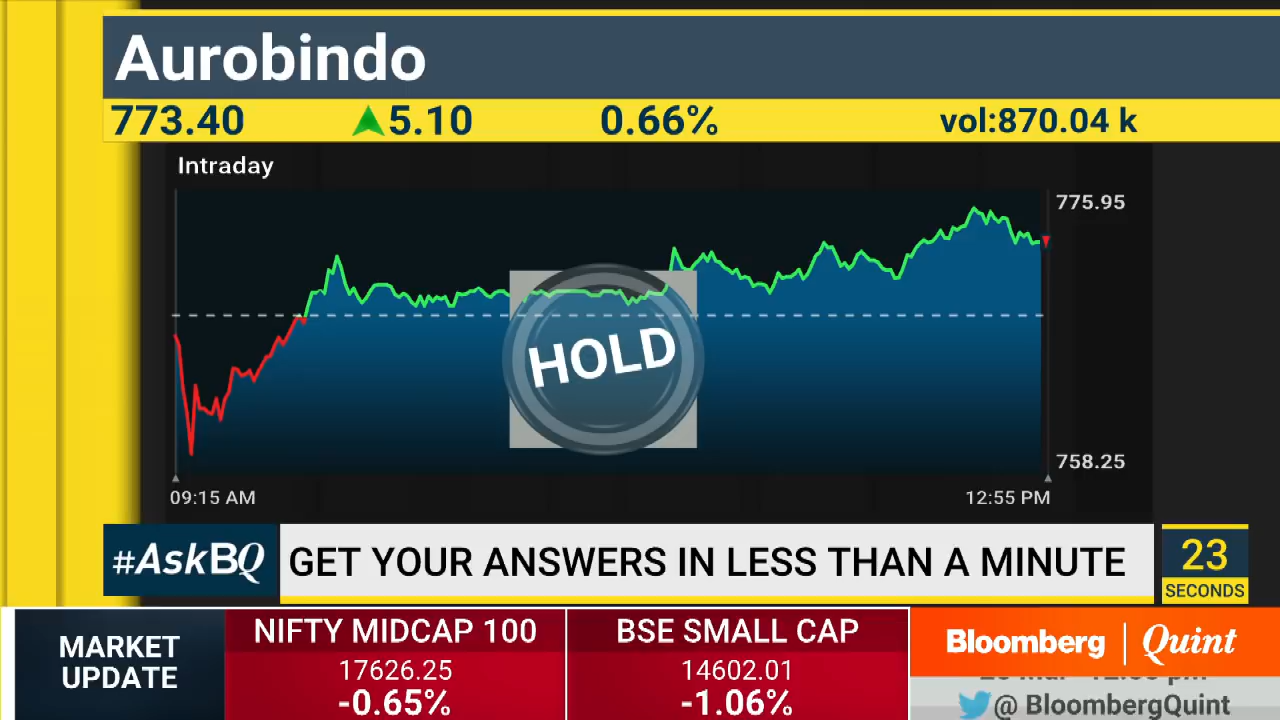 Aurobindo
773.40 5.10 0.66% vol:870.04 k
Intraday
775.95
HOLD
758.25
09:15 AM 12:55 PM
#AskBQ GET YOUR ANSWERS IN LESS THAN A MINUTE 23
SECONDS
MARKET
UPDATE
NIFTY MIDCAP 100
17626.25
-0.65%
BSE SMALL CAP
14602.01
-1.06%
Bloomberg | Quint
@ BloombergQuint